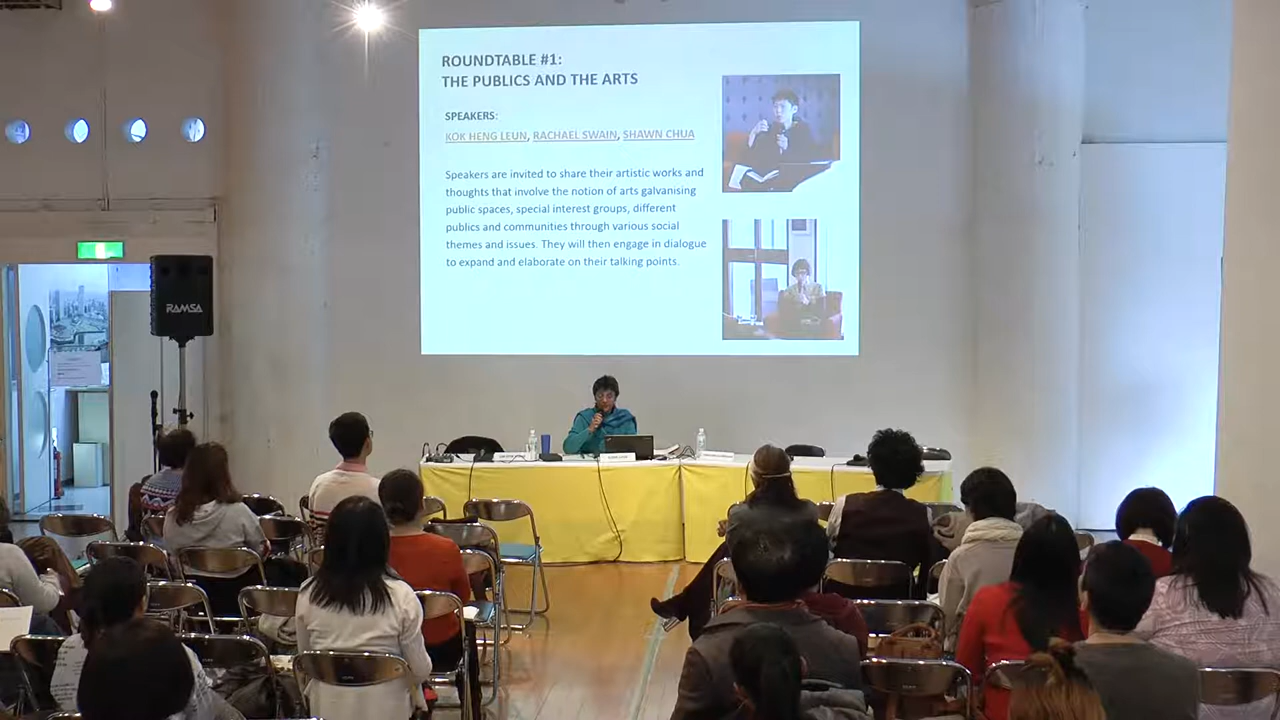 ROUNDTABLE #1:
THE PUBLICS AND THE ARTS
SPEAKERS:
KOK HENG LEUN, RACHAEL SWAIN, SHAWN CHUA
Speakers are invited to share their artistic works and
thoughts that involve the notion of arts galvanising
public spaces, special interest groups, different
publics and communities through various social
themes and issues. They will then engage in dialogue
to expand and elaborate on their talking points.
RAMSA